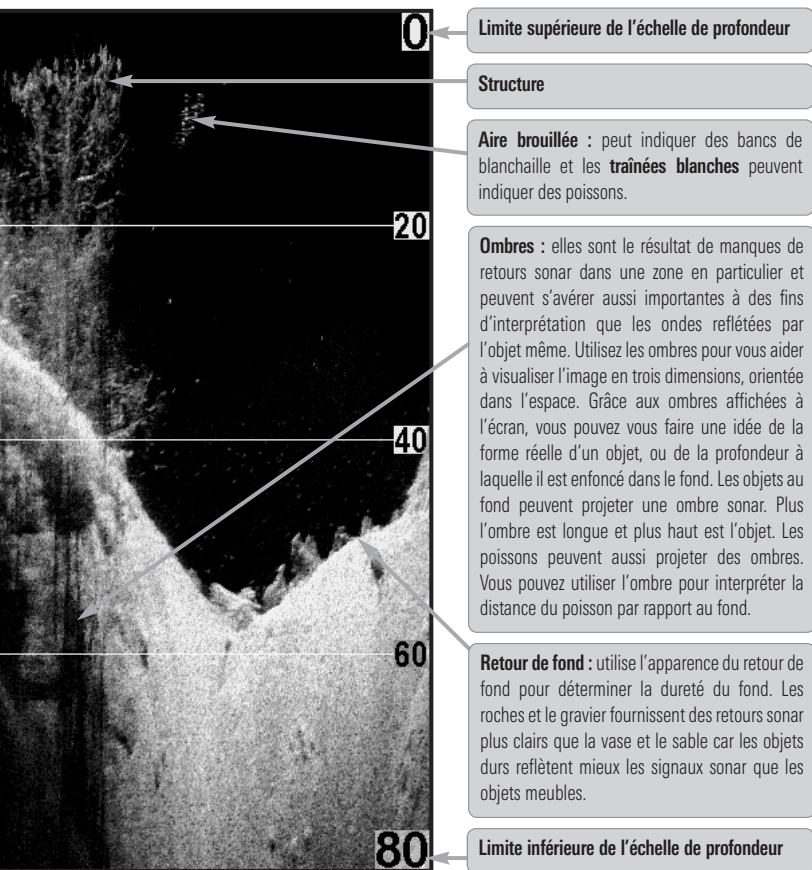 0
Limite supérieure de l'échelle de profondeur
Structure
Aire brouillée : peut indiquer des bancs de
blanchaille et les traînées blanches peuvent
indiquer des poissons.
20
Ombres : elles sont le résultat de manques de
retours sonar dans une zone en particulier et
peuvent s'avérer aussi importantes à des fins
d'interprétation que les ondes reflétées par
l'objet même. Utilisez les ombres pour vous aider
à visualiser l'image en trois dimensions, orientée
dans l'espace. Grâce aux ombres affichées à
l'écran, vous pouvez vous faire une idée de la
forme réelle d'un objet, ou de la profondeur à
laquelle il est enfoncé dans le fond. Les objets au
fond peuvent projeter une ombre sonar. Plus
l'ombre est longue et plus haut est l'objet. Les
poissons peuvent aussi projeter des ombres.
Vous pouvez utiliser l'ombre pour interpréter la
distance du poisson par rapport au fond.
40
60
Retour de fond : utilise l'apparence du retour de
fond pour déterminer la dureté du fond. Les
roches et le gravier fournissent des retours sonar
plus clairs que la vase et le sable car les objets
durs reflètent mieux les signaux sonar que les
objets meubles.
80
Limite inférieure de l'échelle de profondeur